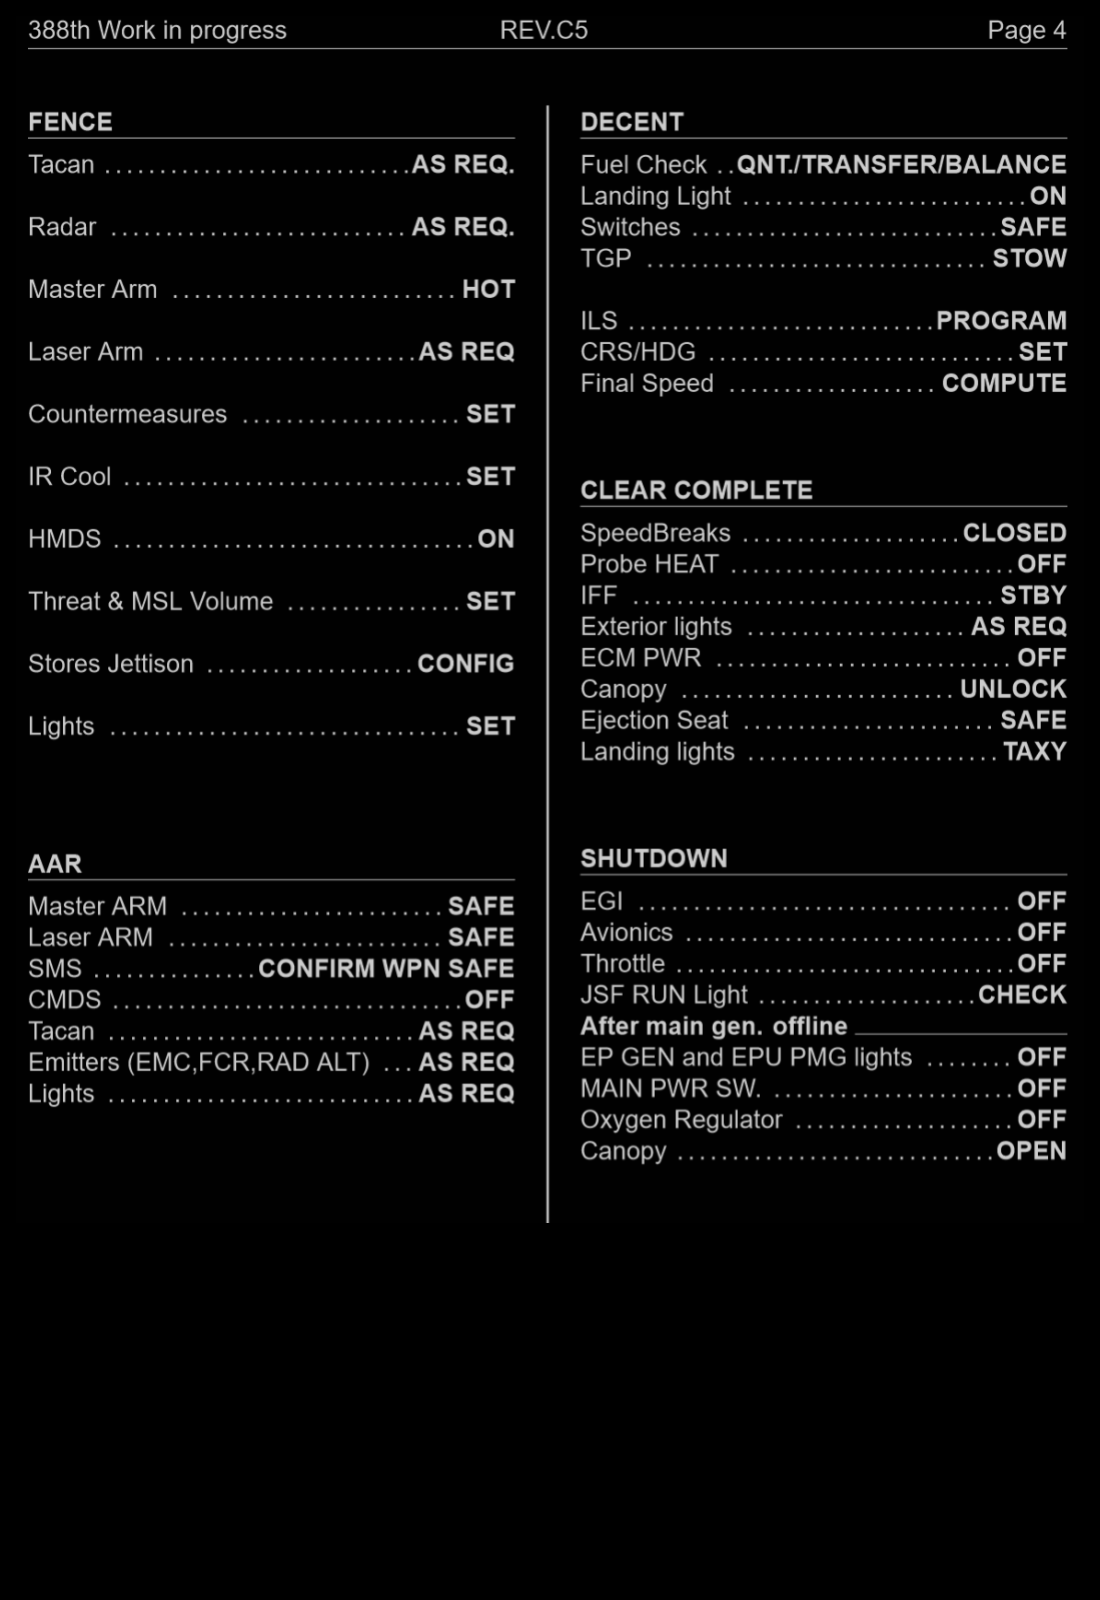 388th Work in progress REV.C5 Page 4
FENCE
Tacan ............................ AS REQ.
Radar ........................... AS REQ.
Master Arm .......................... HOT
Laser Arm ........................ AS REQ
Countermeasures .................... SET
IR Cool ............................... SET
HMDS ................................. ON
Threat & MSL Volume ................ SET
Stores Jettison ................... CONFIG
Lights ................................ SET
AAR
Master ARM ........................ SAFE
Laser ARM ......................... SAFE
SMS ............... CONFIRM WPN SAFE
CMDS ................................ OFF
Tacan ............................ AS REQ
Emitters (EMC,FCR,RAD ALT) ... AS REQ
Lights ............................ AS REQ
DECENT
Fuel Check .. QNT./TRANSFER/BALANCE
Landing Light .......................... ON
Switches ............................ SAFE
TGP ............................... STOW
ILS ............................ PROGRAM
CRS/HDG ............................ SET
Final Speed ................... COMPUTE
CLEAR COMPLETE
SpeedBreaks .................... CLOSED
Probe HEAT .......................... OFF
IFF ................................. STBY
Exterior lights .................... AS REQ
ECM PWR ........................... OFF
Canopy ......................... UNLOCK
Ejection Seat ....................... SAFE
Landing lights ....................... TAXY
SHUTDOWN
EGI .................................. OFF
Avionics .............................. OFF
Throttle ............................... OFF
JSF RUN Light .................... CHECK
After main gen. offline
EP GEN and EPU PMG lights ........ OFF
MAIN PWR SW. ...................... OFF
Oxygen Regulator .................... OFF
Canopy ............................. OPEN